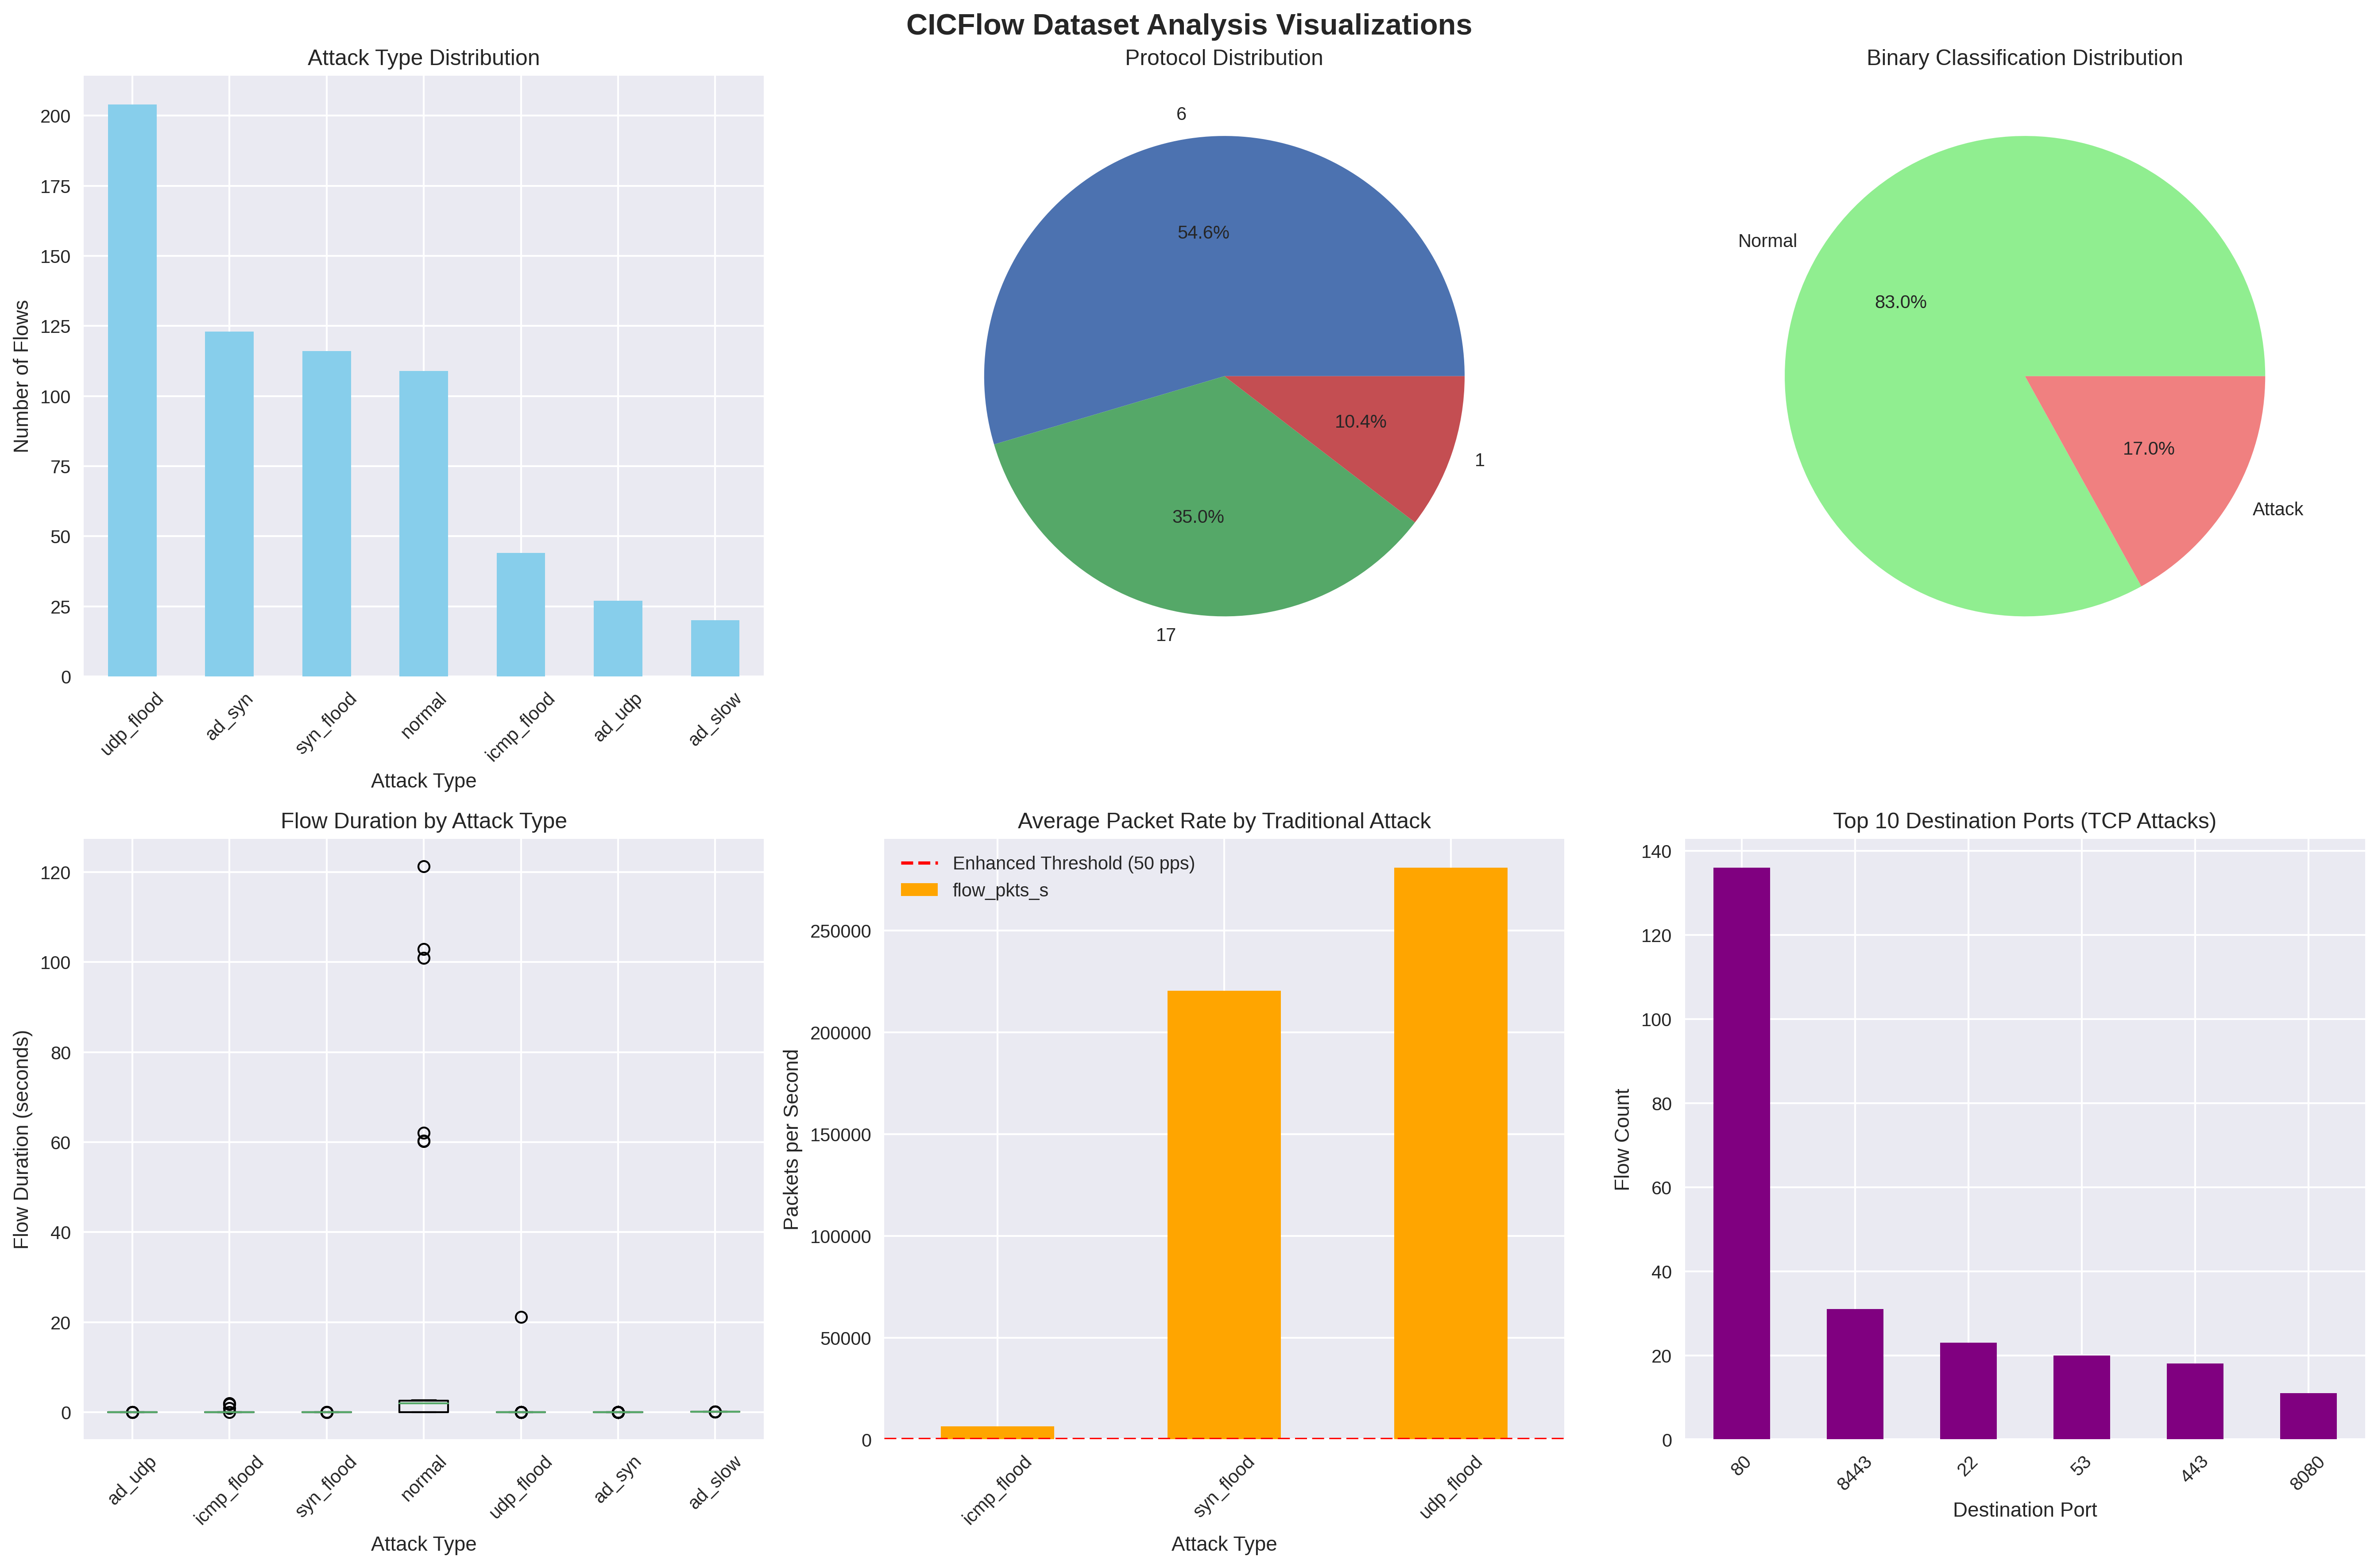 CICFlow Dataset Analysis Visualizations
Attack Type Distribution
Number of Flows
200
175
150
125
100
75
50
25
0
udp_flood
ad_syn
syn_flood
normal
icmp_flood
ad_udp
ad_slow
Attack Type
Protocol Distribution
6
54.6%
10.4%
1
35.0%
17
Binary Classification Distribution
Normal
83.0%
17.0%
Attack
Flow Duration by Attack Type
Flow Duration (seconds)
120
100
80
60
40
20
0
ad_udp
icmp_flood
syn_flood
normal
udp_flood
ad_syn
ad_slow
Attack Type
Average Packet Rate by Traditional Attack
Enhanced Threshold (50 pps)
flow_pkts_s
Packets per Second
250000
200000
150000
100000
50000
0
icmp_flood
syn_flood
udp_flood
Attack Type
Top 10 Destination Ports (TCP Attacks)
Flow Count
140
120
100
80
60
40
20
0
80
8443
22
53
443
8080
Destination Port